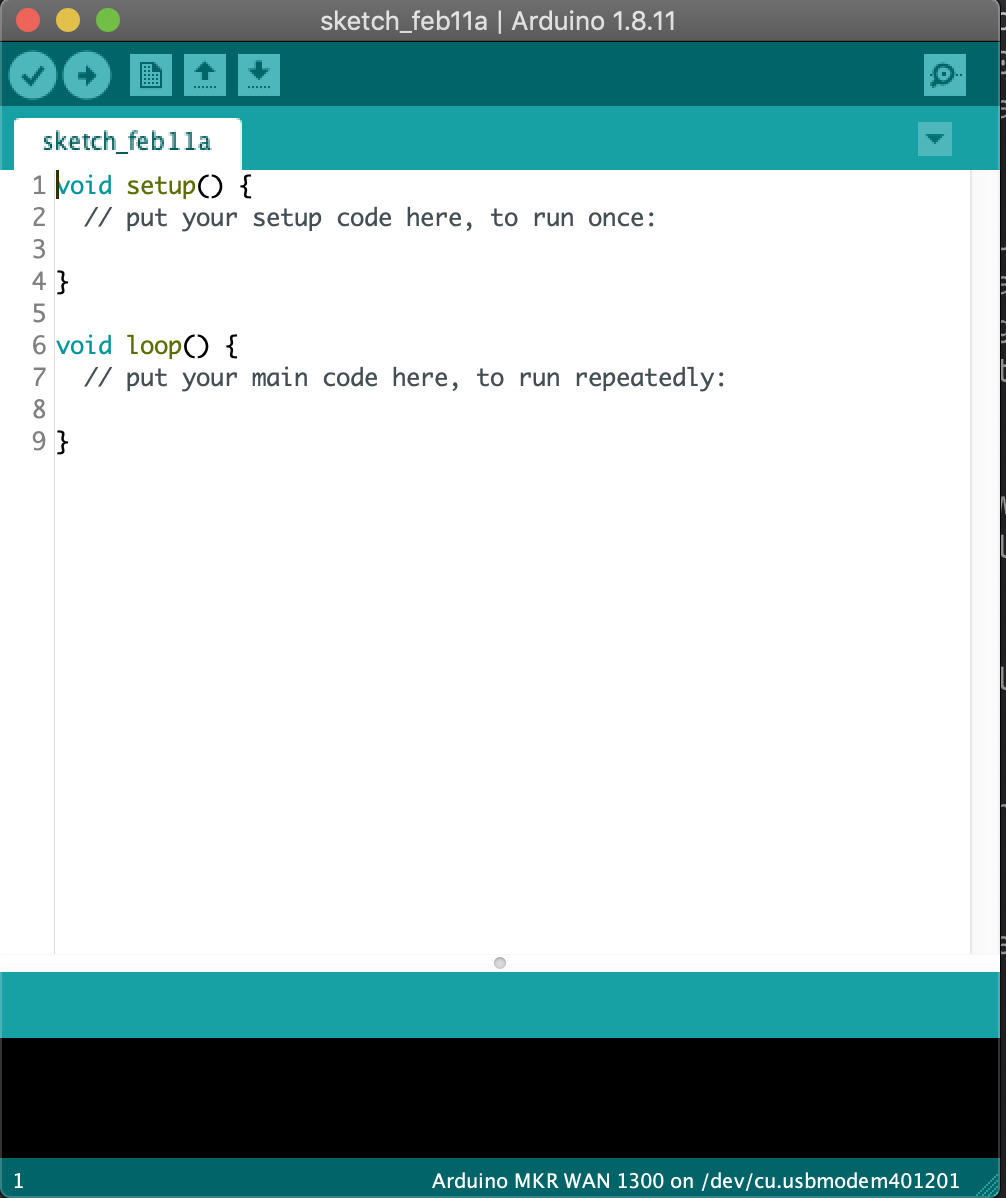 sketch_feb11a | Arduino 1.8.11
sketch_feb11a
1 void setup() {
2   // put your setup code here, to run once:
3
4 }
5
6 void loop() {
7   // put your main code here, to run repeatedly:
8
9 }
1 Arduino MKR WAN 1300 on /dev/cu.usbmodem401201